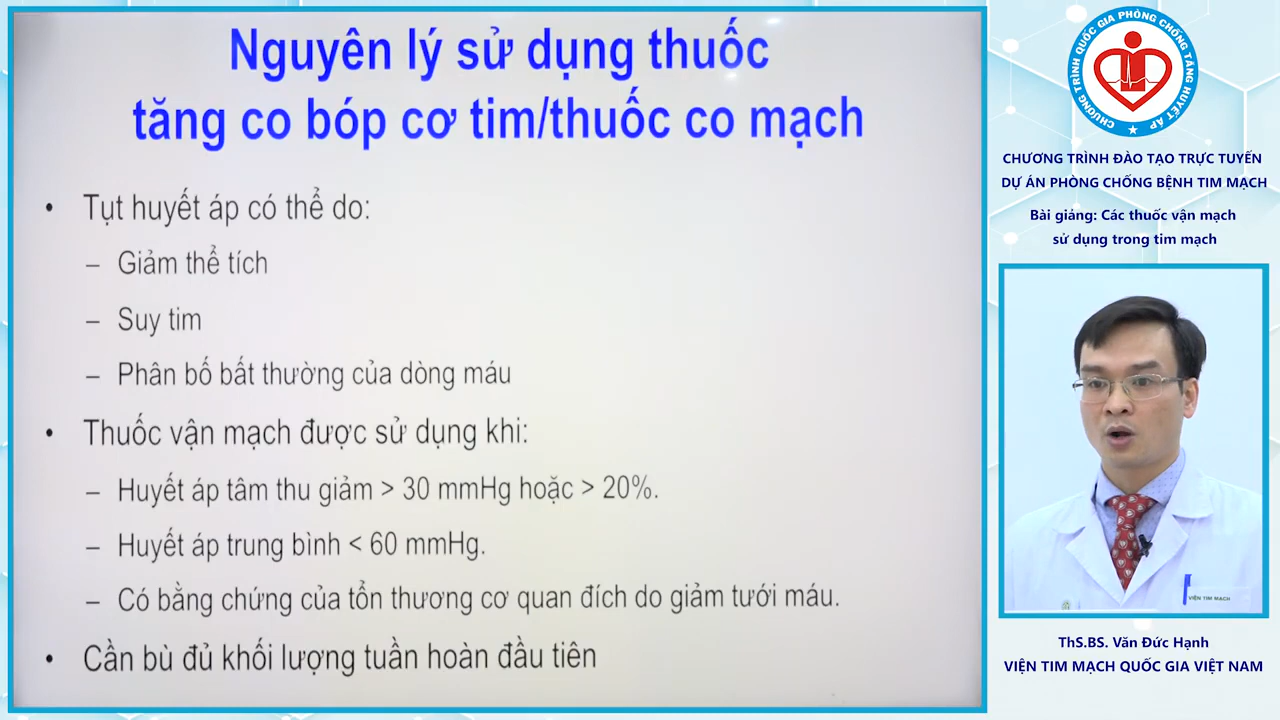 Nguyên lý sử dụng thuốc
tăng co bóp cơ tim/thuốc co mạch
• Tụt huyết áp có thể do:
– Giảm thể tích
– Suy tim
– Phân bố bất thường của dòng máu
• Thuốc vận mạch được sử dụng khi:
– Huyết áp tâm thu giảm > 30 mmHg hoặc > 20%.
– Huyết áp trung bình < 60 mmHg.
– Có bằng chứng của tổn thương cơ quan đích do giảm tưới máu.
• Cần bù đủ khối lượng tuần hoàn đầu tiên
CHƯƠNG TRÌNH QUỐC GIA PHÒNG CHỐNG TĂNG HUYẾT ÁP
CHƯƠNG TRÌNH ĐÀO TẠO TRỰC TUYẾN
DỰ ÁN PHÒNG CHỐNG BỆNH TIM MẠCH
Bài giảng: Các thuốc vận mạch
sử dụng trong tim mạch
VIỆN TIM MẠCH
ThS.BS. Văn Đức Hạnh
VIỆN TIM MẠCH QUỐC GIA VIỆT NAM